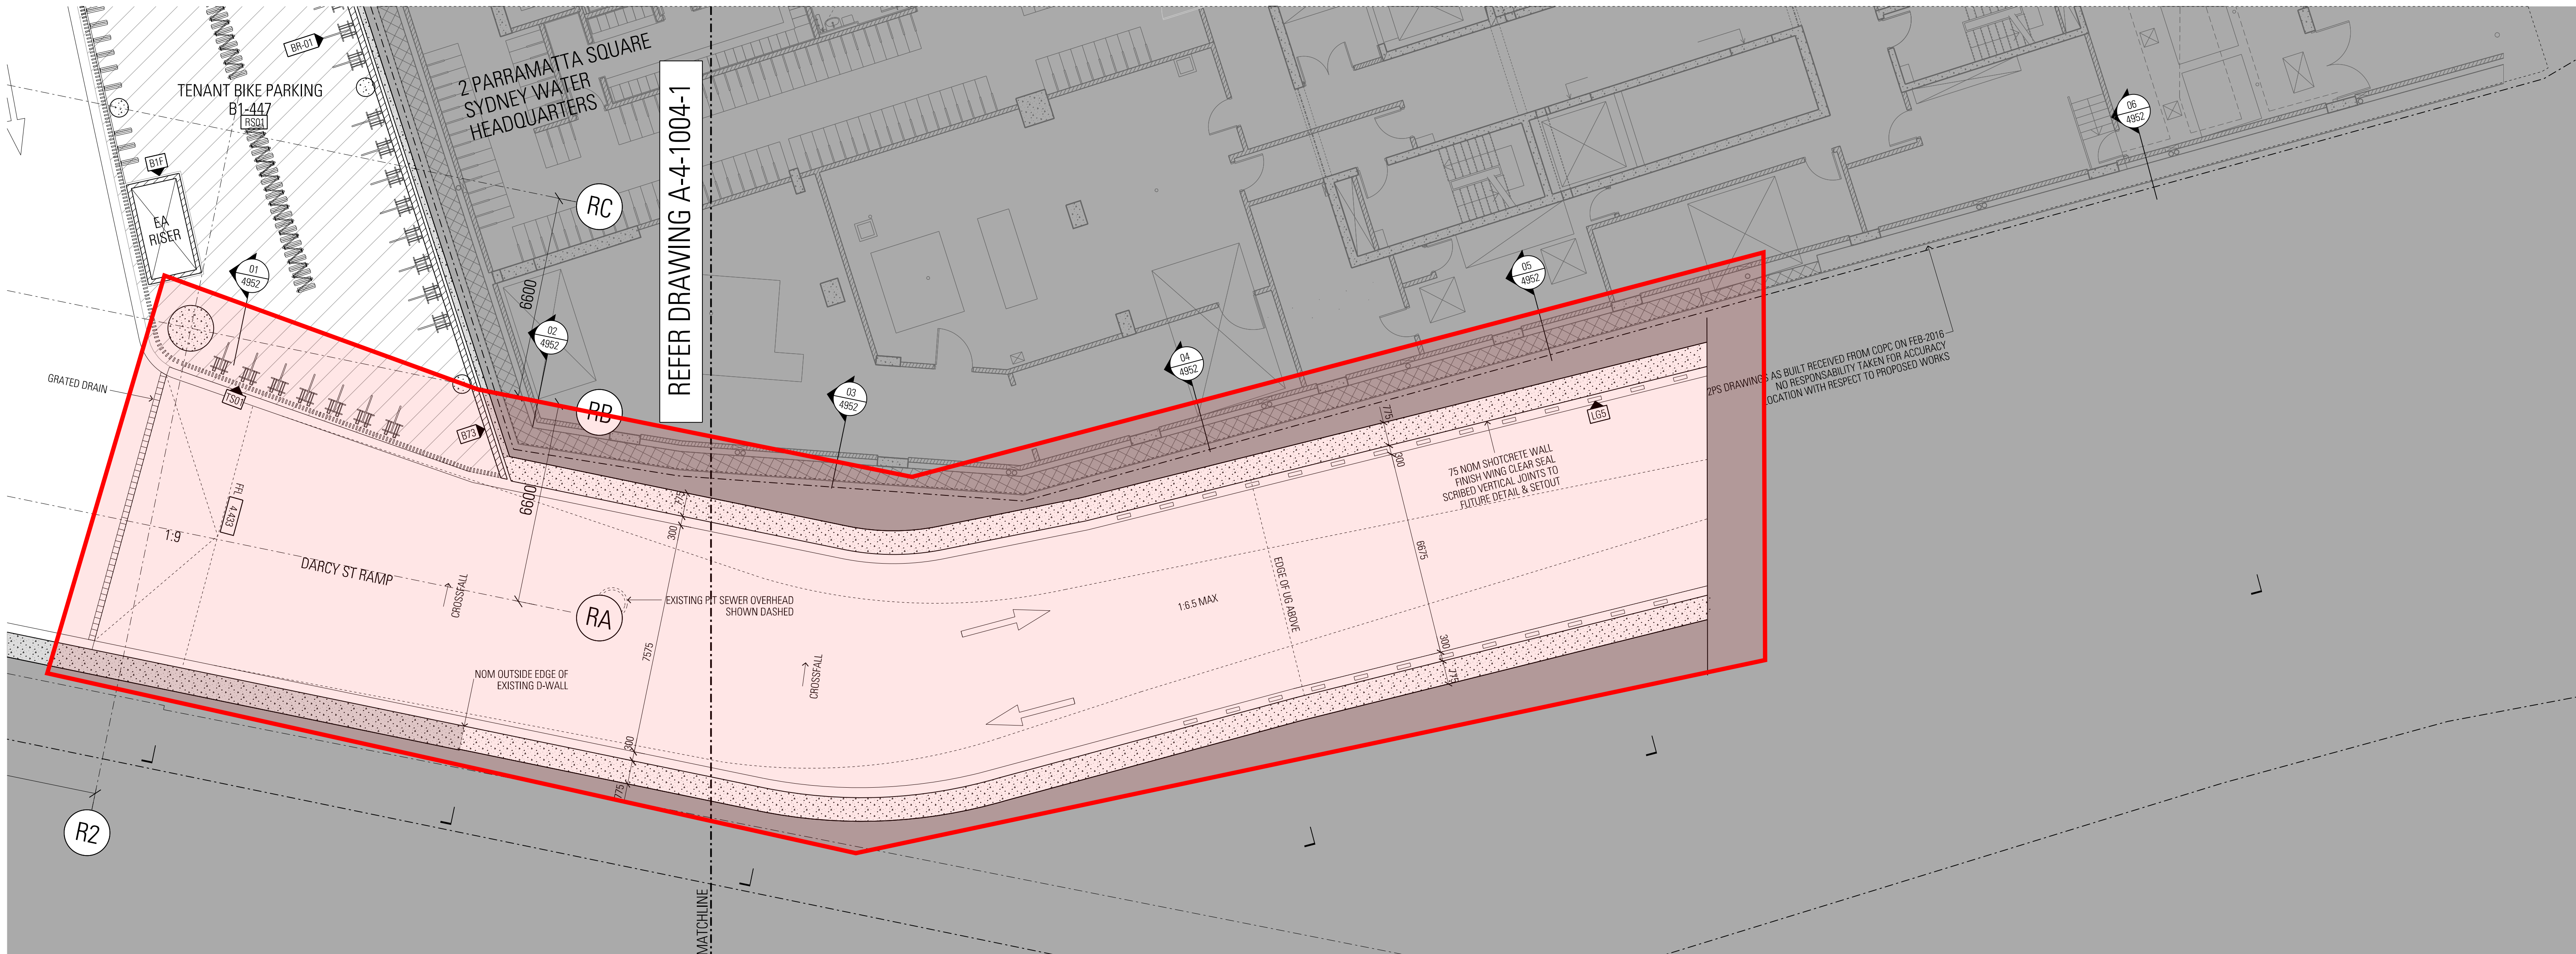 BR-01
TENANT BIKE PARKING
B1-447
RS01
B1F
EA
RISER
01
4952
2 PARRAMATTA SQUARE
SYDNEY WATER
HEADQUARTERS
RC
6600
02
4952
RB
REFER DRAWING A-4-1004-1
03
4952
04
4952
05
4952
06
4952
2PS DRAWINGS AS BUILT RECEIVED FROM COPC ON FEB-2016
NO RESPONSABILITY TAKEN FOR ACCURACY
LOCATION WITH RESPECT TO PROPOSED WORKS
GRATED DRAIN
TS01
B73
FFL
4.433
1:9
DARCY ST RAMP
CROSSFALL
6600
775
300
RA
EXISTING PIT SEWER OVERHEAD
SHOWN DASHED
7575
NOM OUTSIDE EDGE OF
EXISTING D-WALL
300
775
CROSSFALL
1:6.5 MAX
EDGE OF UG ABOVE
775
300
6675
300
775
75 NOM SHOTCRETE WALL
FINISH WING CLEAR SEAL
SCRIBED VERTICAL JOINTS TO
FUTURE DETAIL & SETOUT
LG5
R2
MATCHLINE